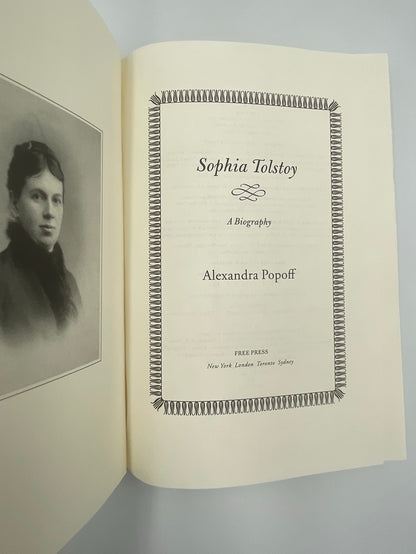 Sophia Tolstoy
A Biography
Alexandra Popoff
FREE PRESS
New York London Toronto Sydney